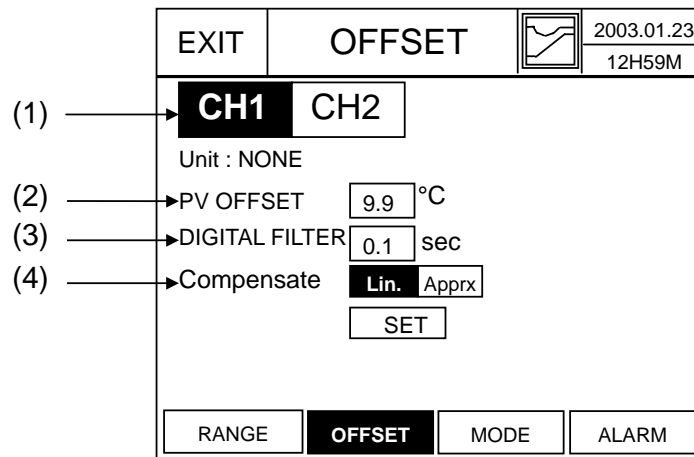 EXIT OFFSET 2003.01.23
12H59M
(1) CH1 CH2
Unit : NONE
(2) PV OFFSET 9.9 °C
(3) DIGITAL FILTER 0.1 sec
(4) Compensate Lin. Apprx
SET
RANGE OFFSET MODE ALARM